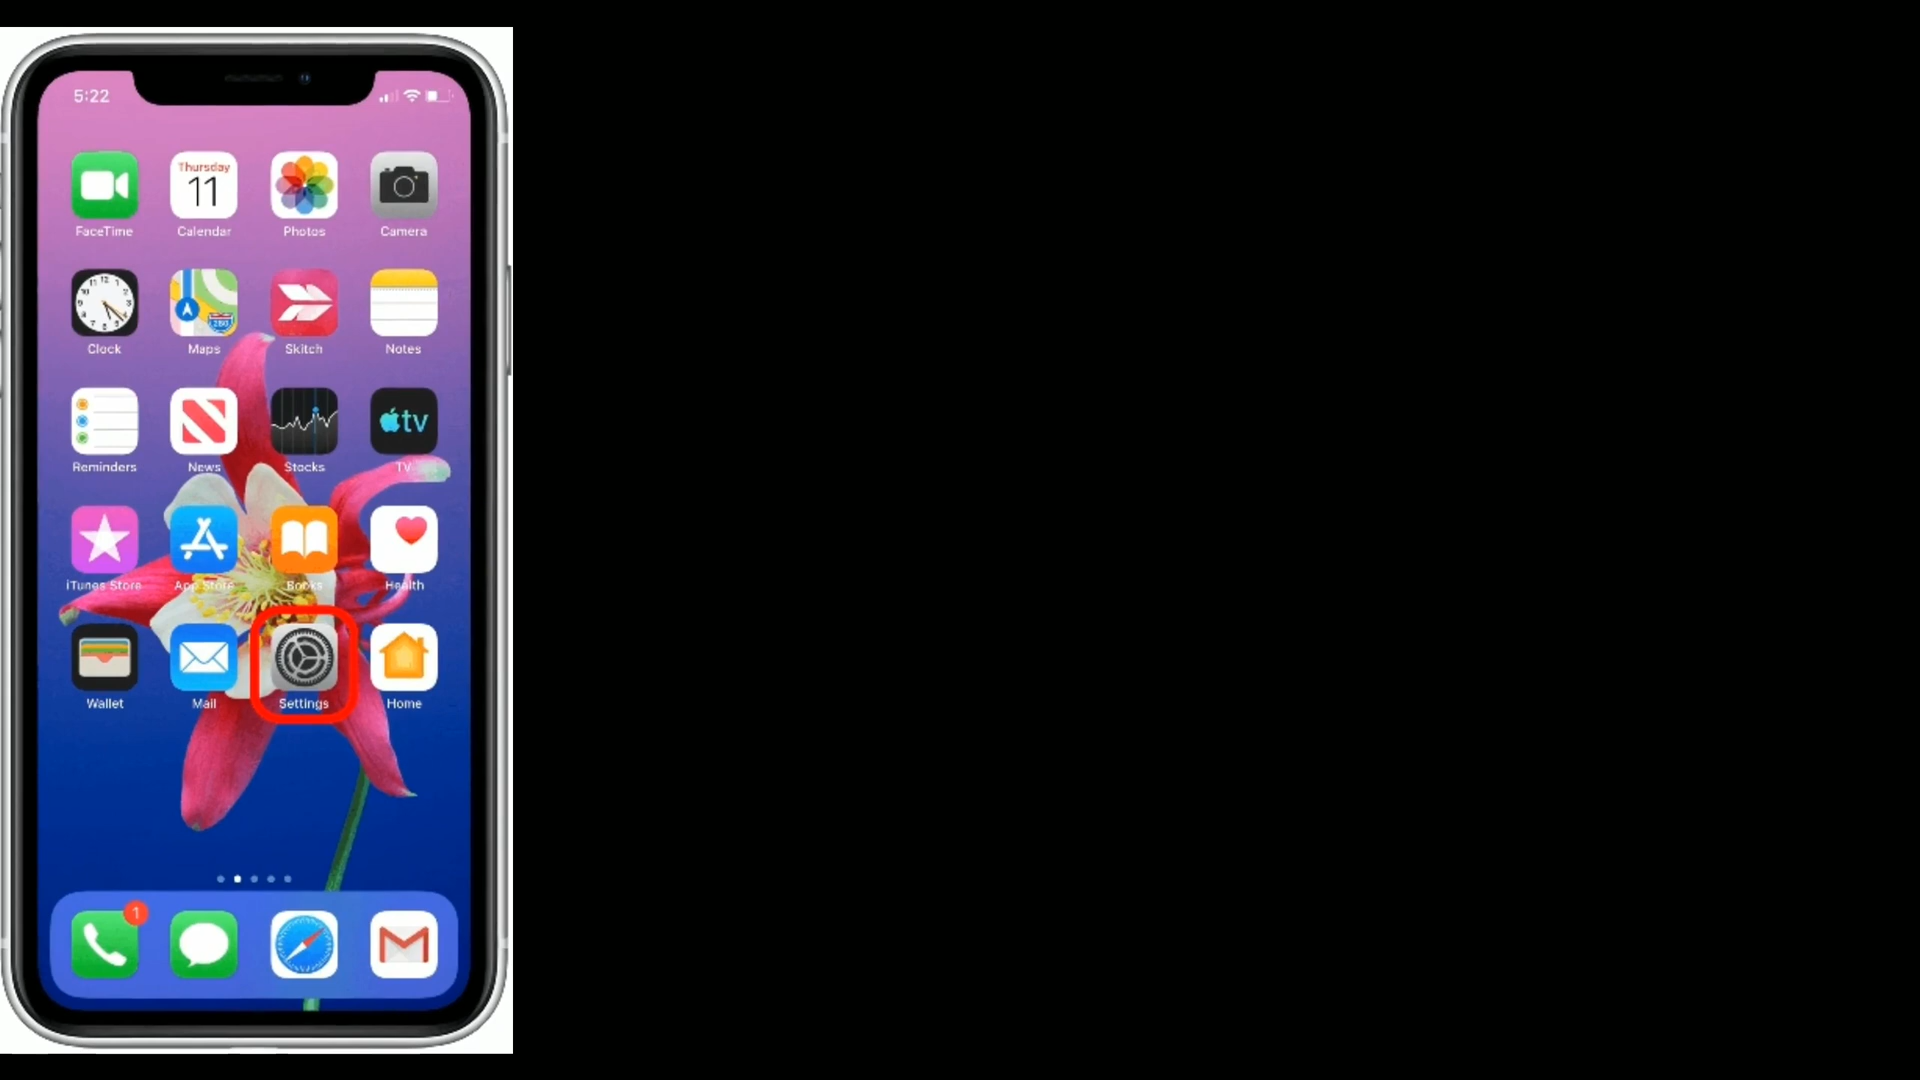 5:22
Thursday
11
FaceTime
Calendar
Photos
Camera
280
Clock
Maps
Skitch
Notes
tv
Reminders
News
Stocks
TV
iTunes Store
App Store
Books
Health
Wallet
Mail
Settings
Home
1